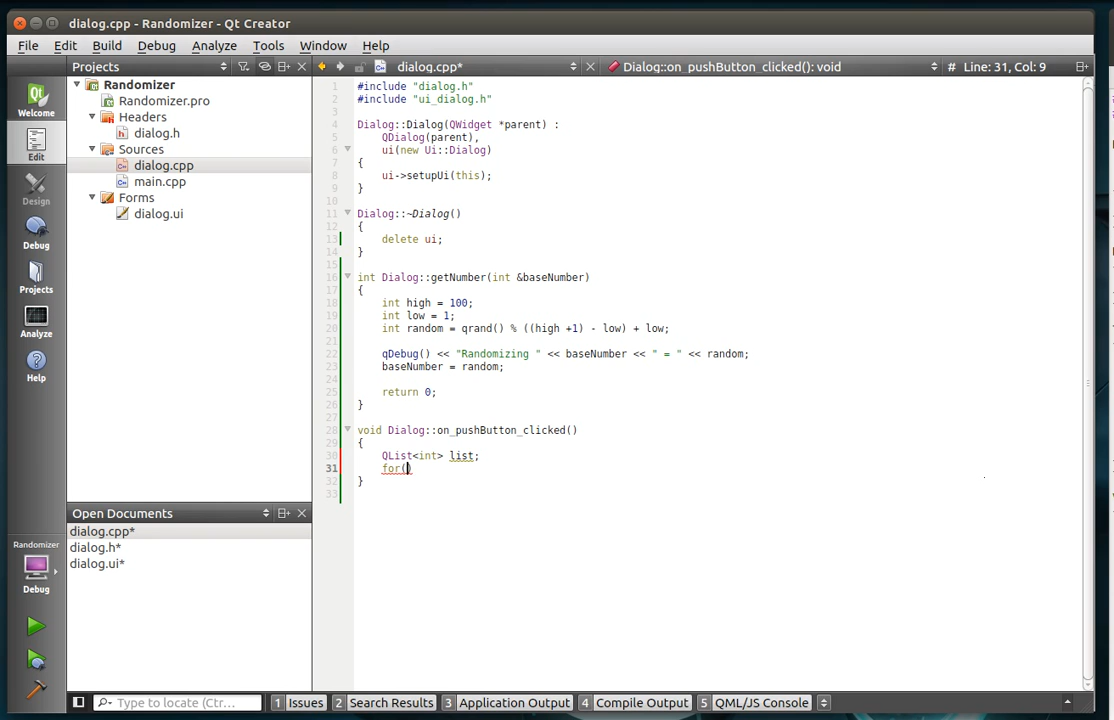 dialog.cpp - Randomizer - Qt Creator
File Edit Build Debug Analyze Tools Window Help
Projects
dialog.cpp*
Dialog::on_pushButton_clicked(): void
# Line: 31, Col: 9
Welcome
Edit
Design
Debug
Projects
Analyze
Help
Randomizer
Debug
Randomizer
Randomizer.pro
Headers
dialog.h
Sources
dialog.cpp
main.cpp
Forms
dialog.ui
Open Documents
dialog.cpp*
dialog.h*
dialog.ui*
1 #include "dialog.h"
2 #include "ui_dialog.h"
3
4 Dialog::Dialog(QWidget *parent) :
5     QDialog(parent),
6     ui(new Ui::Dialog)
7 {
8     ui->setupUi(this);
9 }
10
11 Dialog::~Dialog()
12 {
13     delete ui;
14 }
15
16 int Dialog::getNumber(int &baseNumber)
17 {
18     int high = 100;
19     int low = 1;
20     int random = qrand() % ((high +1) - low) + low;
21
22     qDebug() << "Randomizing " << baseNumber << " = " << random;
23     baseNumber = random;
24
25     return 0;
26 }
27
28 void Dialog::on_pushButton_clicked()
29 {
30     QList<int> list;
31     for()
32 }
33
Type to locate (Ctr...
1 Issues
2 Search Results
3 Application Output
4 Compile Output
5 QML/JS Console